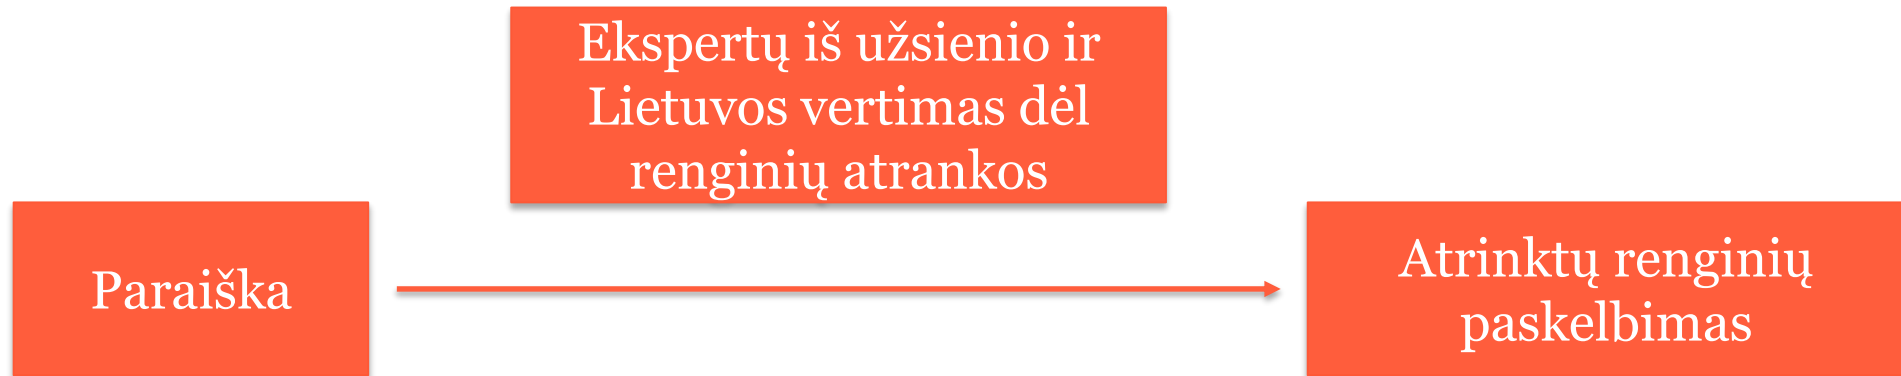 Ekspertų iš užsienio ir
Lietuvos vertimas dėl
renginių atrankos
Paraiška
Atrinktų renginių
paskelbimas